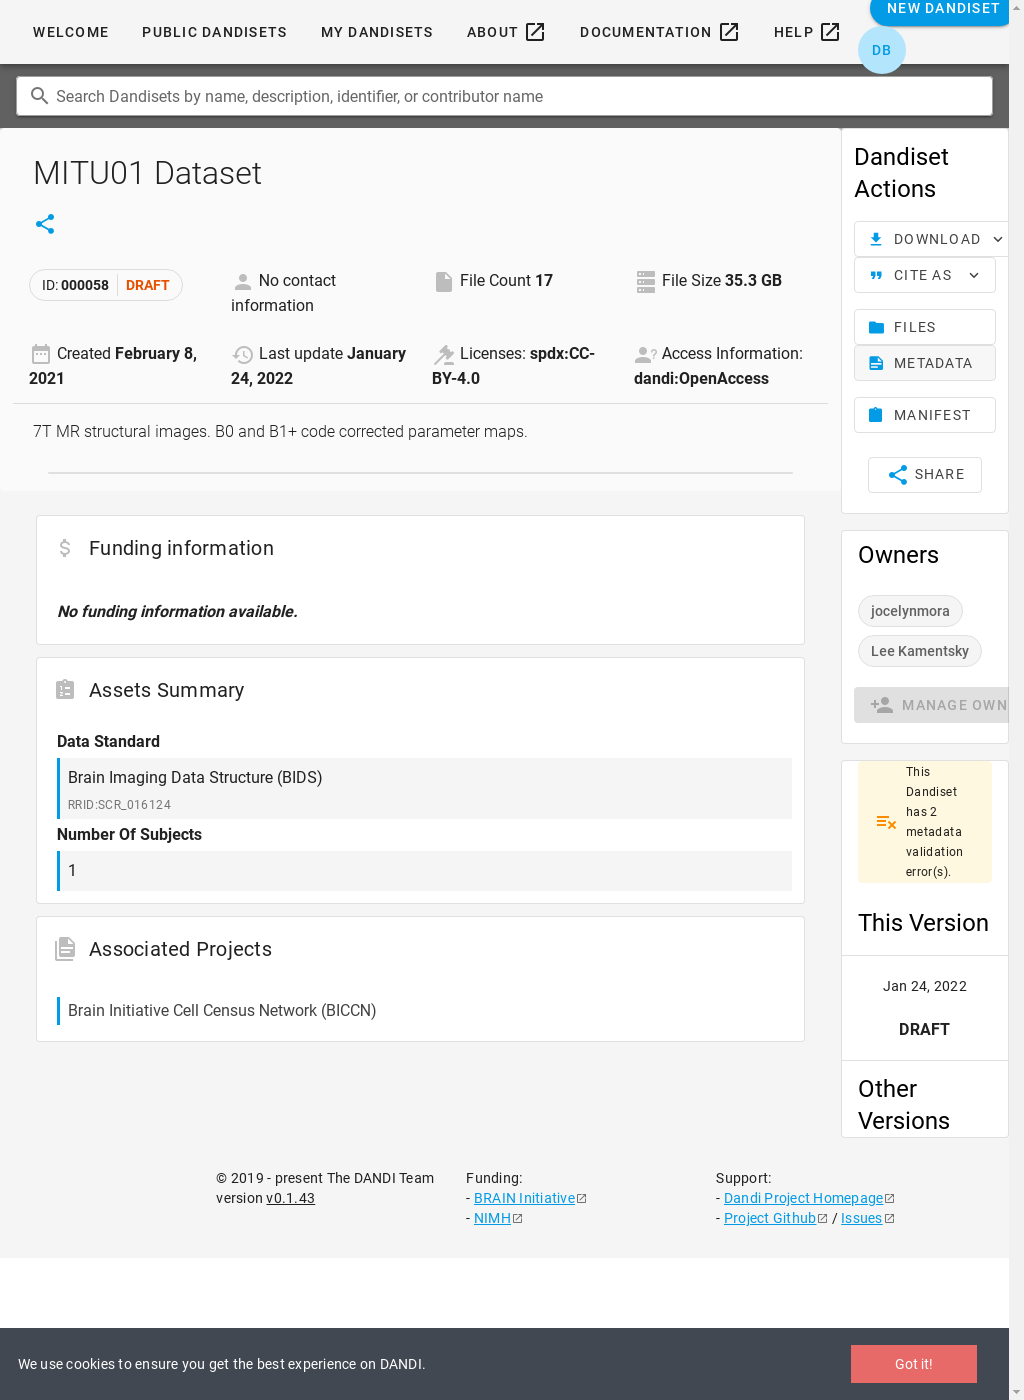 WELCOME PUBLIC DANDISETS MY DANDISETS ABOUT DOCUMENTATION HELP NEW DANDISET
DB
Search Dandisets by name, description, identifier, or contributor name
MITU01 Dataset
ID: 000058 DRAFT
No contact
information
File Count 17
File Size 35.3 GB
Created February 8,
2021
Last update January
24, 2022
Licenses: spdx:CC-
BY-4.0
Access Information:
dandi:OpenAccess
7T MR structural images. B0 and B1+ code corrected parameter maps.
Funding information
No funding information available.
Assets Summary
Data Standard
Brain Imaging Data Structure (BIDS)
RRID:SCR_016124
Number Of Subjects
1
Associated Projects
Brain Initiative Cell Census Network (BICCN)
Dandiset
Actions
DOWNLOAD
CITE AS
FILES
METADATA
MANIFEST
SHARE
Owners
jocelynmora
Lee Kamentsky
MANAGE OWN
This
Dandiset
has 2
metadata
validation
error(s).
This Version
Jan 24, 2022
DRAFT
Other
Versions
© 2019 - present The DANDI Team
version v0.1.43
Funding:
- BRAIN Initiative
- NIMH
Support:
- Dandi Project Homepage
- Project Github / Issues
We use cookies to ensure you get the best experience on DANDI.
Got it!